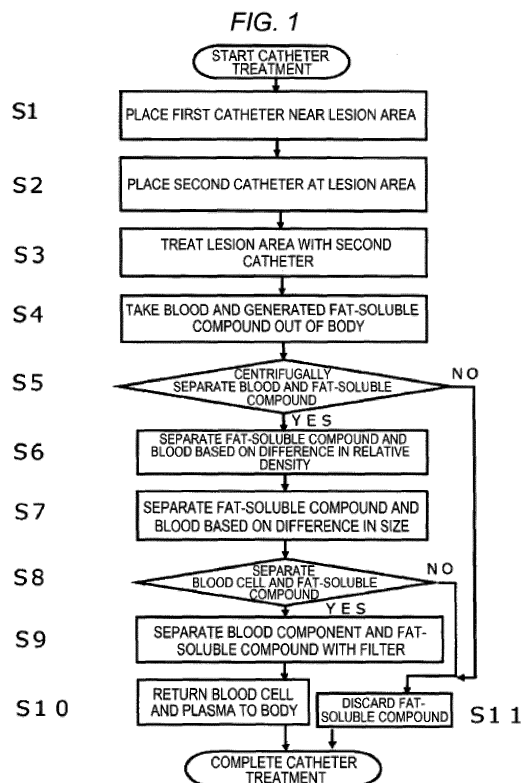 FIG. 1
START CATHETER
TREATMENT
S1
PLACE FIRST CATHETER NEAR LESION AREA
S2
PLACE SECOND CATHETER AT LESION AREA
S3
TREAT LESION AREA WITH SECOND
CATHETER
S4
TAKE BLOOD AND GENERATED FAT-SOLUBLE
COMPOUND OUT OF BODY
S5
CENTRIFUGALLY
SEPARATE BLOOD AND FAT-SOLUBLE
COMPOUND
NO
YES
S6
SEPARATE FAT-SOLUBLE COMPOUND AND
BLOOD BASED ON DIFFERENCE IN RELATIVE
DENSITY
S7
SEPARATE FAT-SOLUBLE COMPOUND AND
BLOOD BASED ON DIFFERENCE IN SIZE
S8
SEPARATE
BLOOD CELL AND FAT-SOLUBLE
COMPOUND
NO
YES
S9
SEPARATE BLOOD COMPONENT AND FAT-
SOLUBLE COMPOUND WITH FILTER
S10
RETURN BLOOD CELL
AND PLASMA TO BODY
DISCARD FAT-
SOLUBLE COMPOUND
S11
COMPLETE CATHETER
TREATMENT